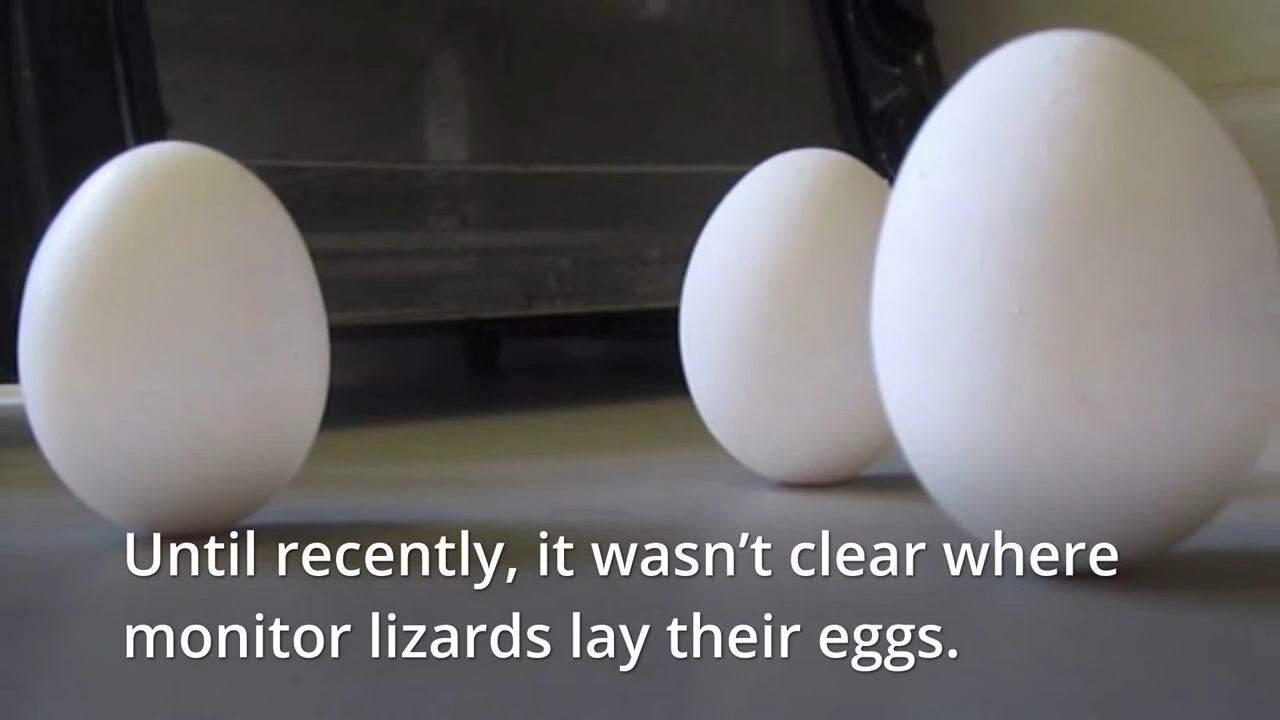 Until recently, it wasn’t clear where
monitor lizards lay their eggs.